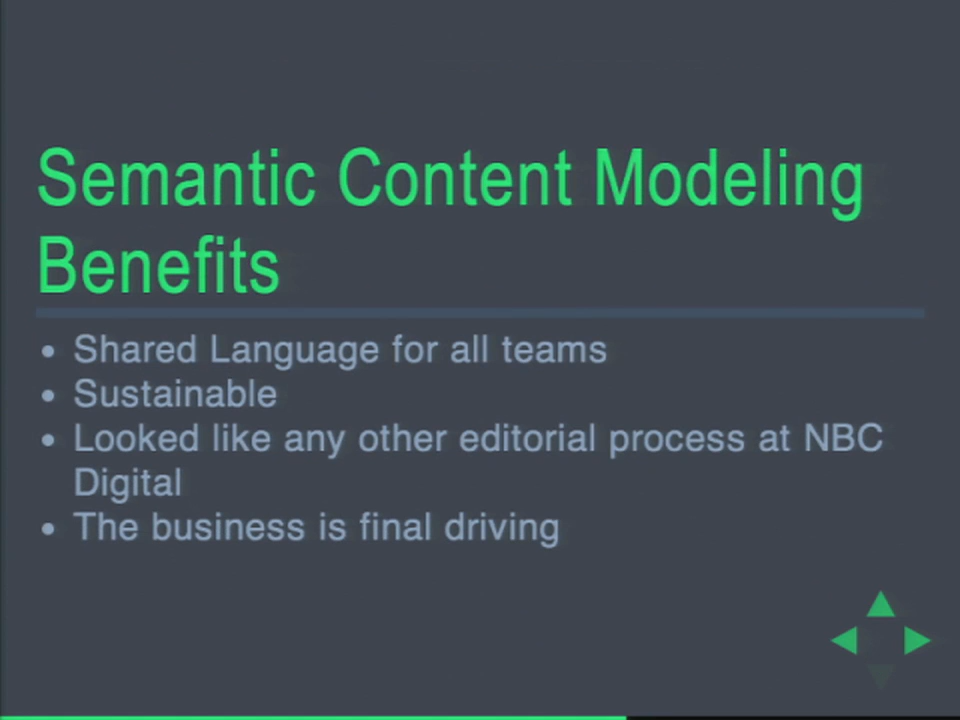 Semantic Content Modeling
Benefits
• Shared Language for all teams
• Sustainable
• Looked like any other editorial process at NBC
Digital
• The business is final driving